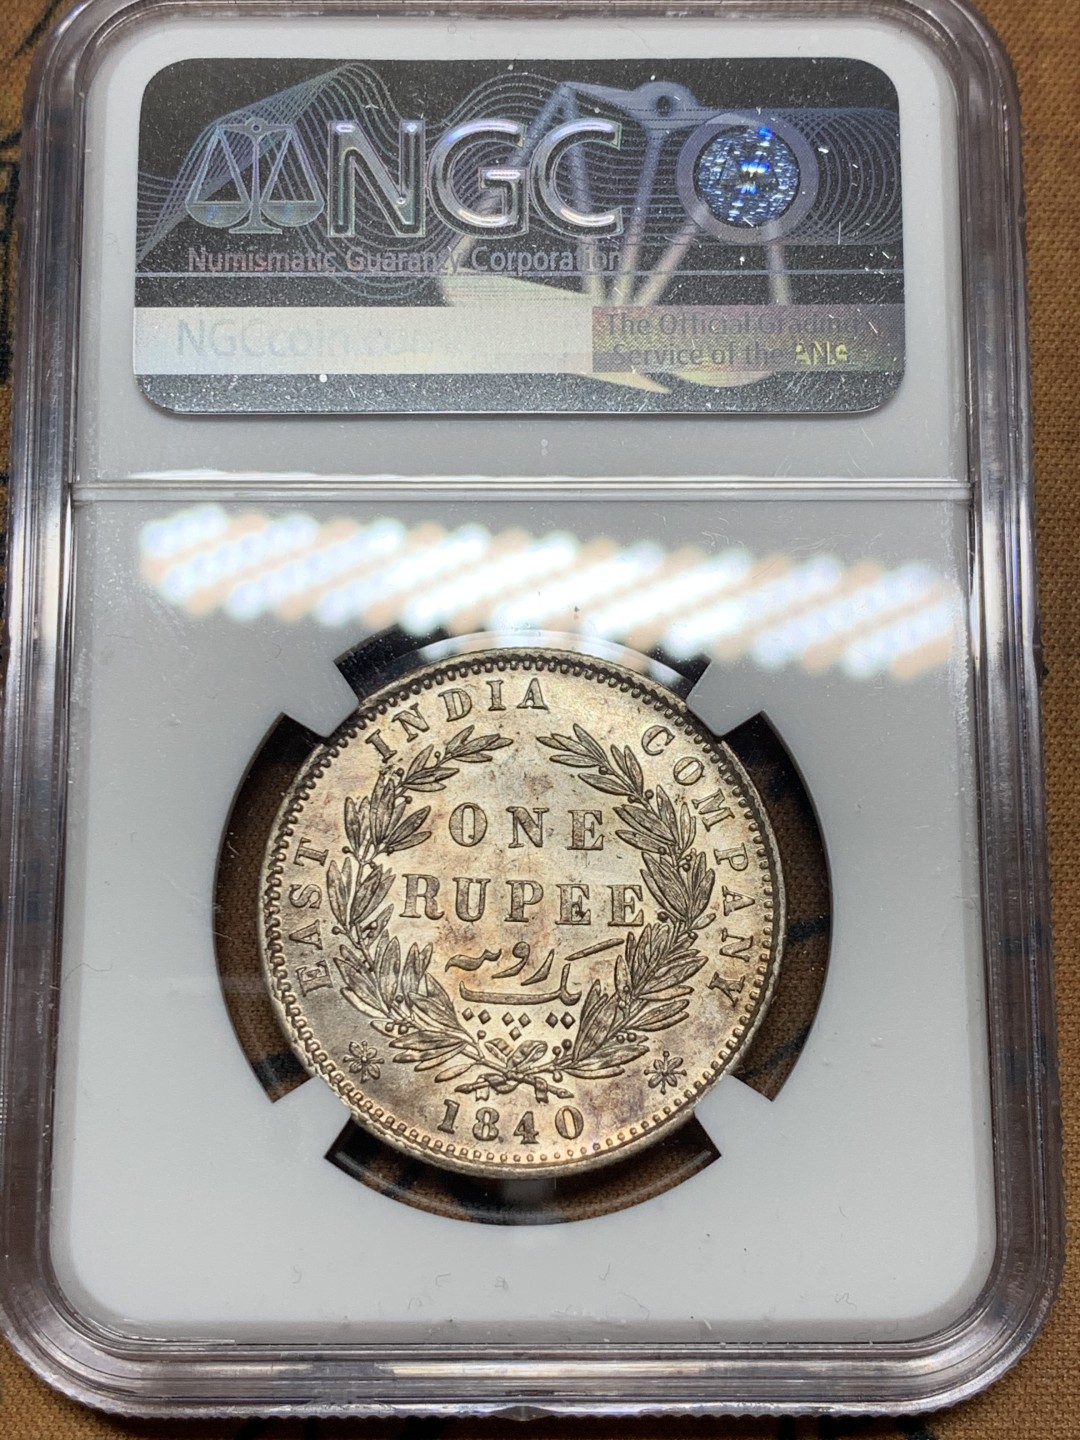 NGC
Numismatic Guaranty Corporation
NGCcoin.com
The Official Grading
Service of the ANA
EAST INDIA COMPANY
ONE
RUPEE
یک روپیه
1840